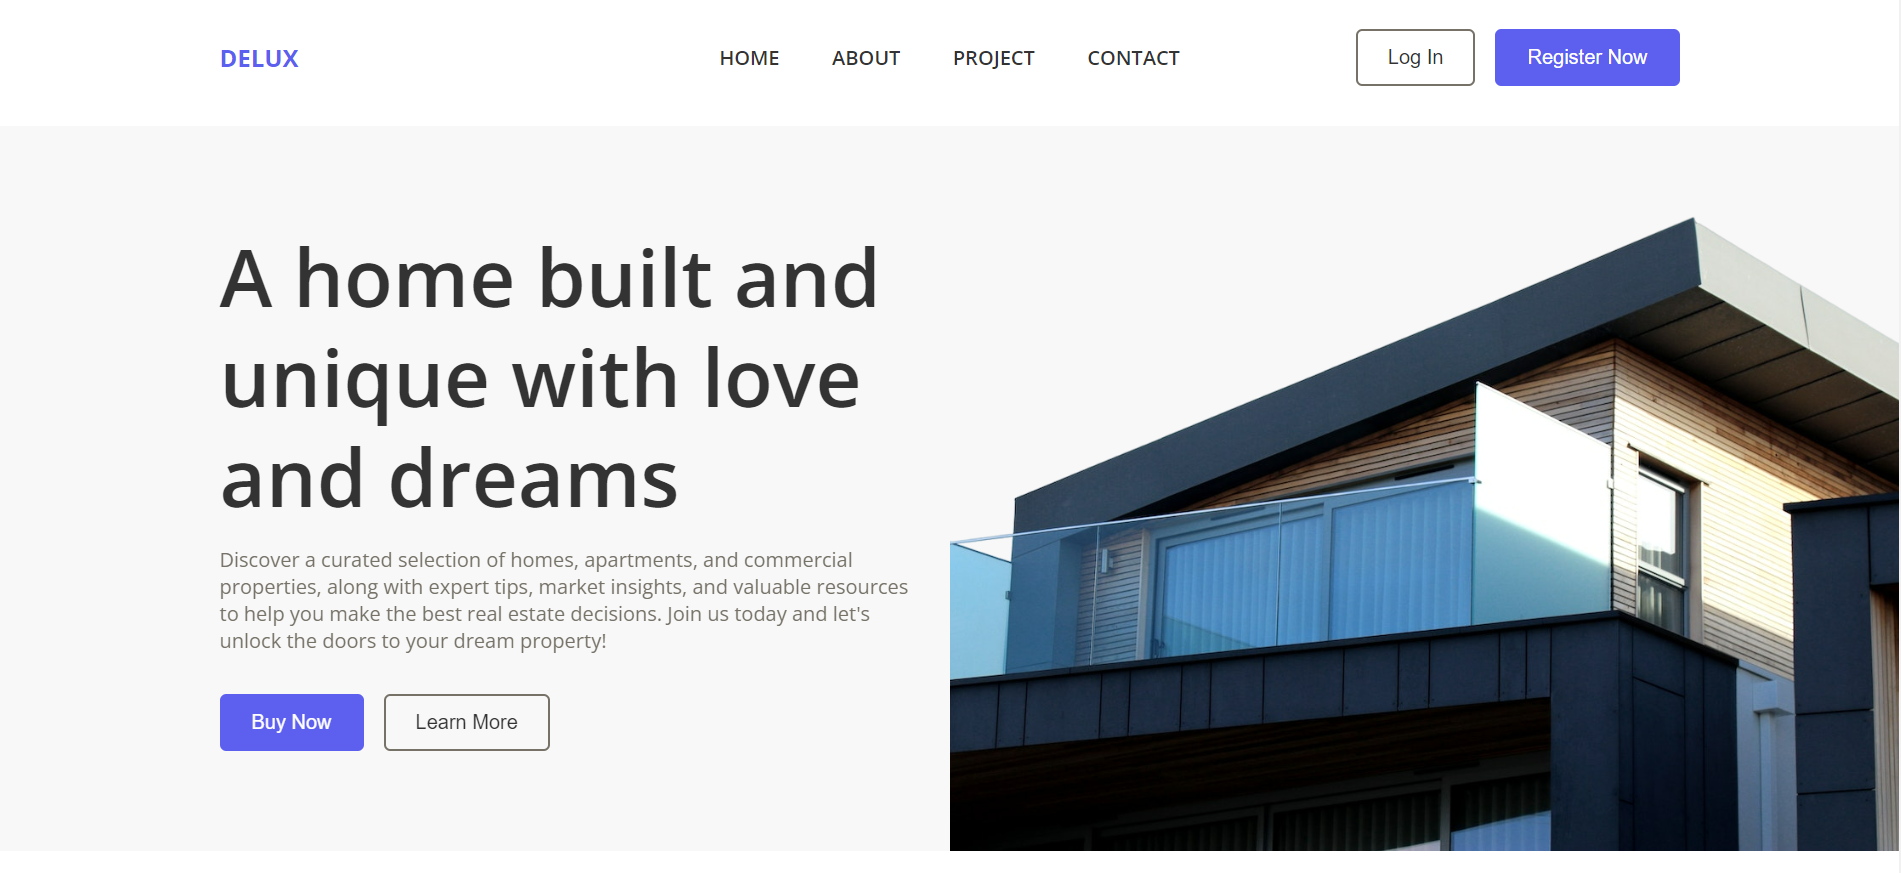 DELUX
HOME ABOUT PROJECT CONTACT
Log In Register Now
A home built and
unique with love
and dreams
Discover a curated selection of homes, apartments, and commercial
properties, along with expert tips, market insights, and valuable resources
to help you make the best real estate decisions. Join us today and let's
unlock the doors to your dream property!
Buy Now Learn More